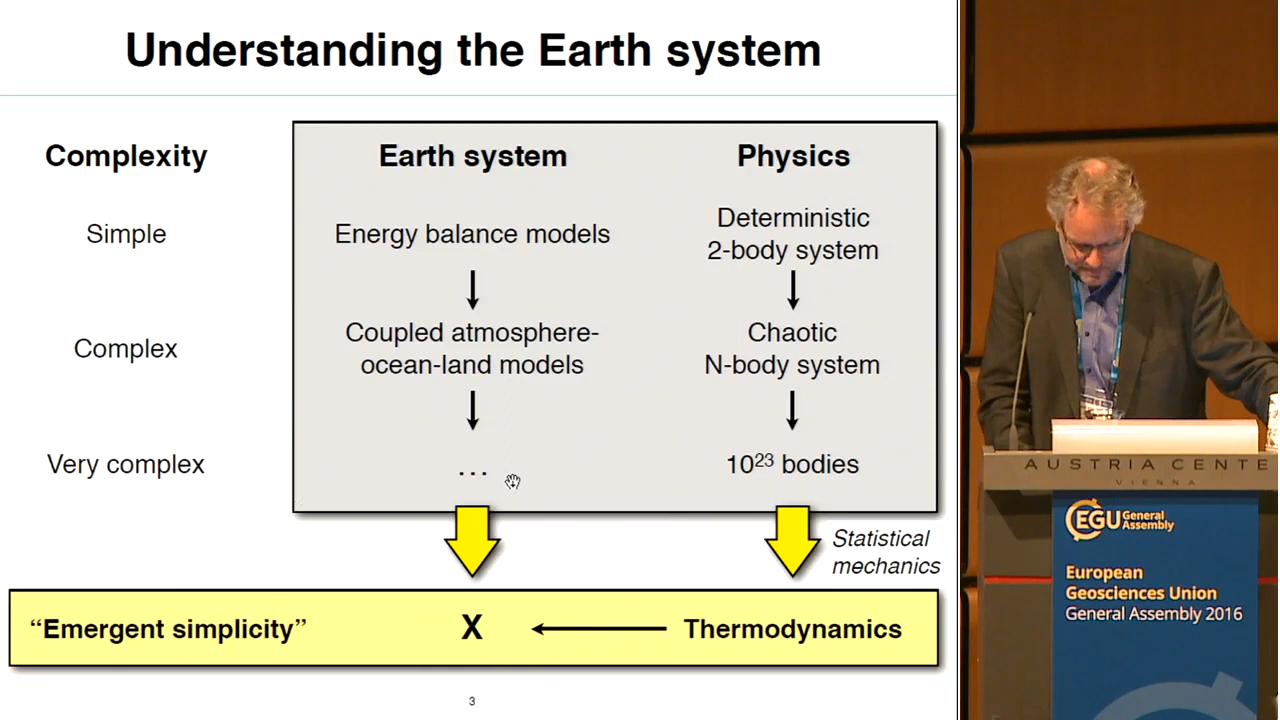 Understanding the Earth system
Complexity
Earth system
Physics
Simple
Energy balance models
Deterministic
2-body system
Complex
Coupled atmosphere-
ocean-land models
Chaotic
N-body system
Very complex
...
10²³ bodies
Statistical
mechanics
“Emergent simplicity”
X
Thermodynamics
3
AUSTRIA CENTE
VIENNA
EGU General
Assembly
European
Geosciences Union
General Assembly 2016